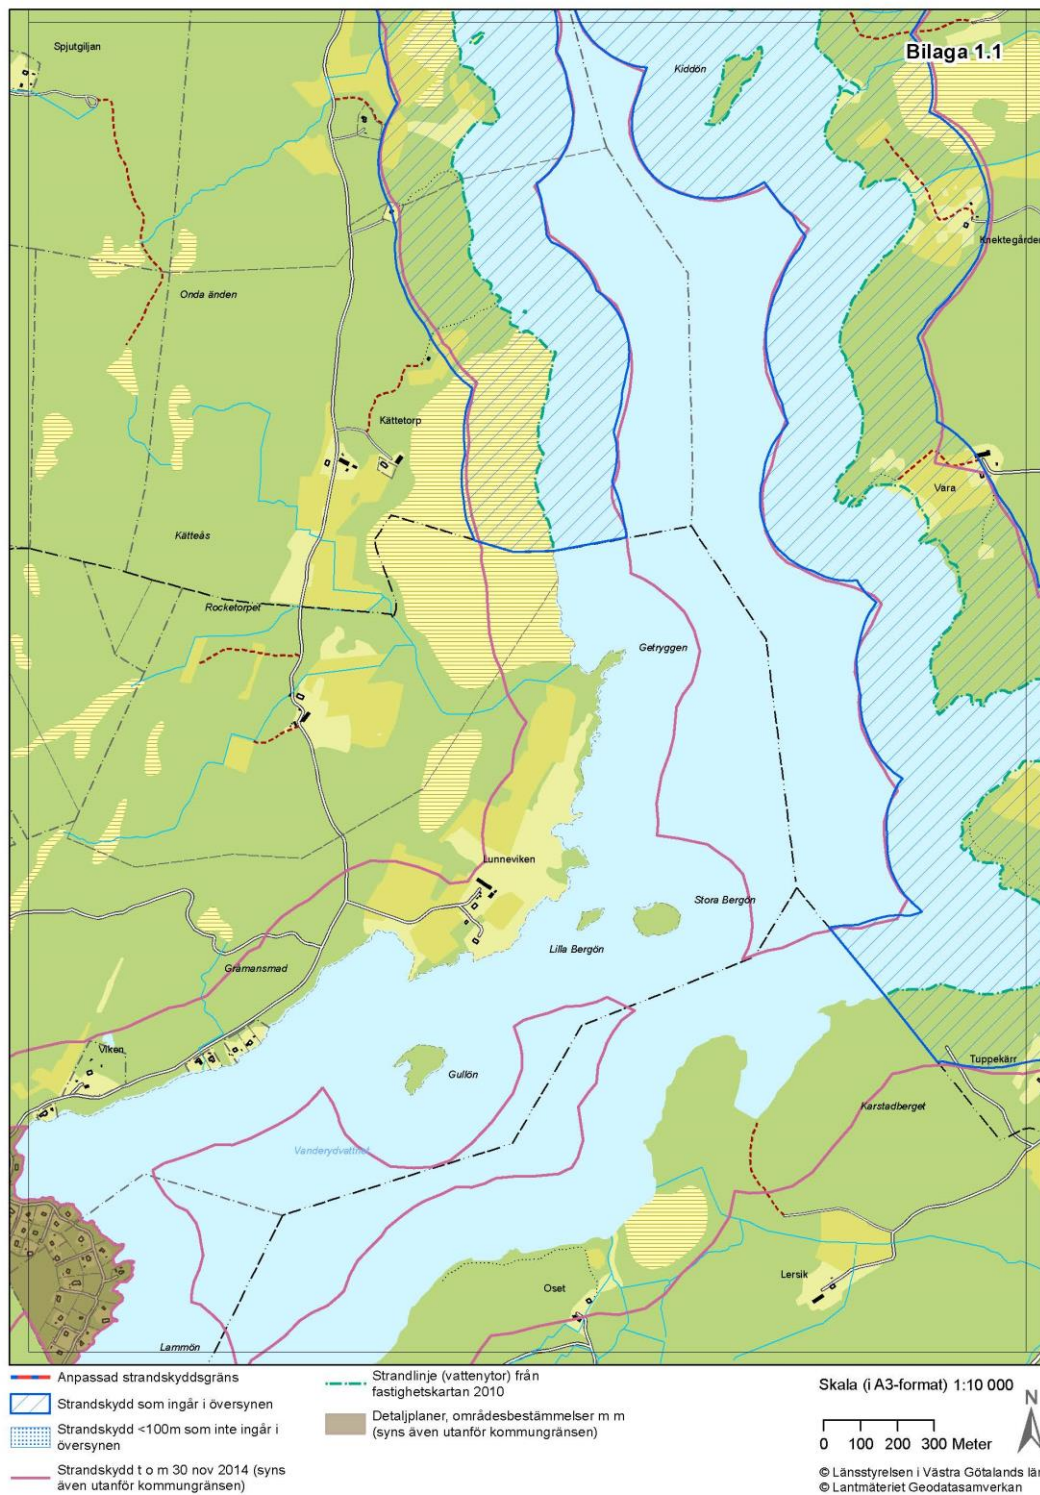 Bilaga 1.1
Spjutgiljan
Kiddön
Knektegården
Onda änden
Kättetorp
Vara
Kätteås
Rocketorpet
Getryggen
Lunneviken
Stora Bergön
Lilla Bergön
Gråmansmad
Viken
Gullön
Tuppekärr
Karstadberget
Vanderydvattnet
Lersik
Oset
Lammön
Anpassad strandskyddsgräns
Strandskydd som ingår i översynen
Strandskydd <100m som inte ingår i
översynen
Strandskydd t o m 30 nov 2014 (syns
även utanför kommungränsen)
Strandlinje (vattenytor) från
fastighetskartan 2010
Detaljplaner, områdesbestämmelser m m
(syns även utanför kommungränsen)
Skala (i A3-format) 1:10 000
N
0 100 200 300 Meter
© Länsstyrelsen i Västra Götalands län
© Lantmäteriet Geodatasamverkan